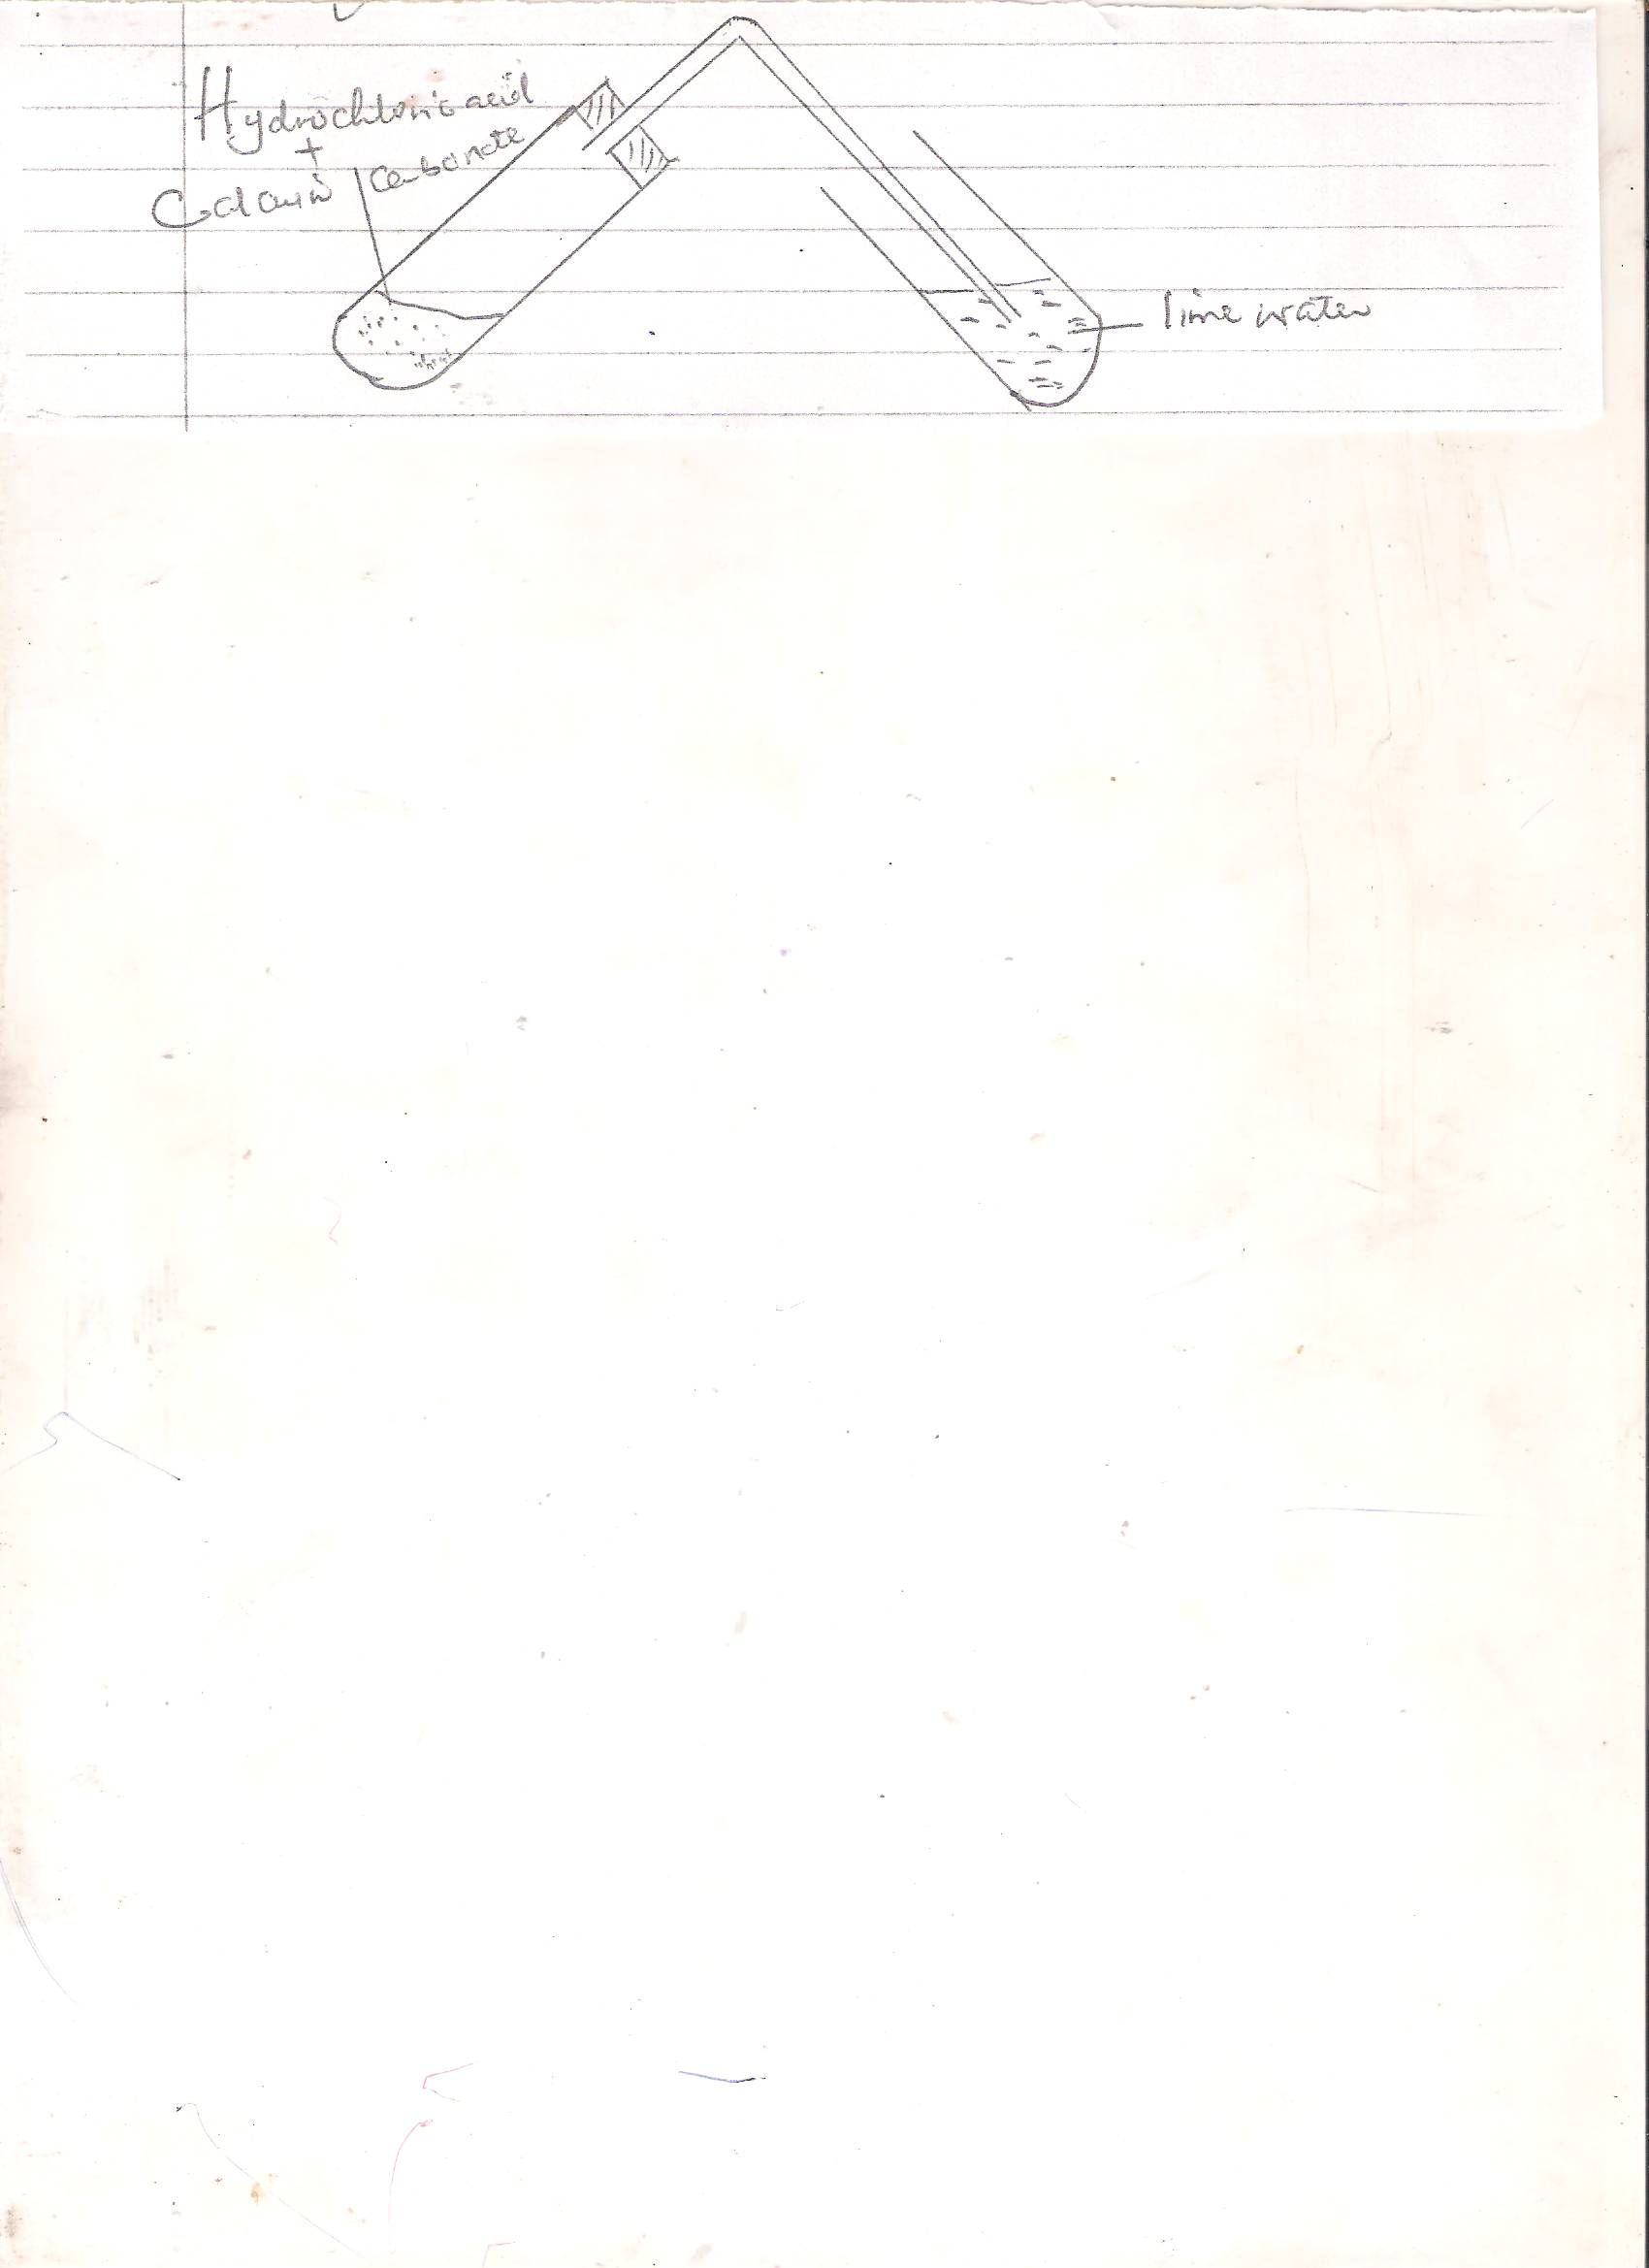 Hydrochloric acid
+
Calcium carbonate
lime water